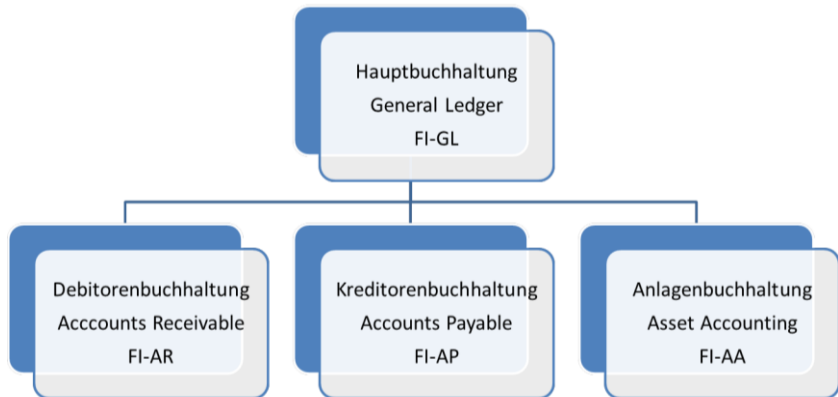 Hauptbuchhaltung
General Ledger
FI-GL
Debitorenbuchhaltung
Acccounts Receivable
FI-AR
Kreditorenbuchhaltung
Accounts Payable
FI-AP
Anlagenbuchhaltung
Asset Accounting
FI-AA